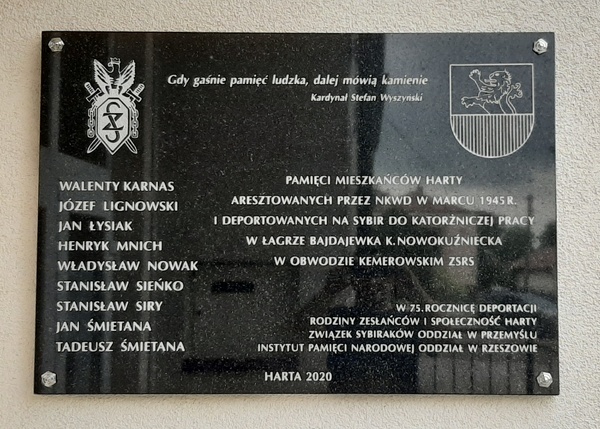 Gdy gaśnie pamięć ludzka, dalej mówią kamienie
Kardynał Stefan Wyszyński
WALENTY KARNAS
JÓZEF LIGNOWSKI
JAN ŁYSIAK
HENRYK MNICH
WŁADYSŁAW NOWAK
STANISŁAW SIEŃKO
STANISŁAW SIRY
JAN ŚMIETANA
TADEUSZ ŚMIETANA
PAMIĘCI MIESZKAŃCÓW HARTY
ARESZTOWANYCH PRZEZ NKWD W MARCU 1945 R.
I DEPORTOWANYCH NA SYBIR DO KATORŻNICZEJ PRACY
W ŁAGRZE BAJDAJEWKA K. NOWOKUŹNIECKA
W OBWODZIE KEMEROWSKIM ZSRS
W 75. ROCZNICĘ DEPORTACJI
RODZINY ZESŁAŃCÓW I SPOŁECZNOŚĆ HARTY
ZWIĄZEK SYBIRAKÓW ODDZIAŁ W PRZEMYŚLU
INSTYTUT PAMIĘCI NARODOWEJ ODDZIAŁ W RZESZOWIE
HARTA 2020